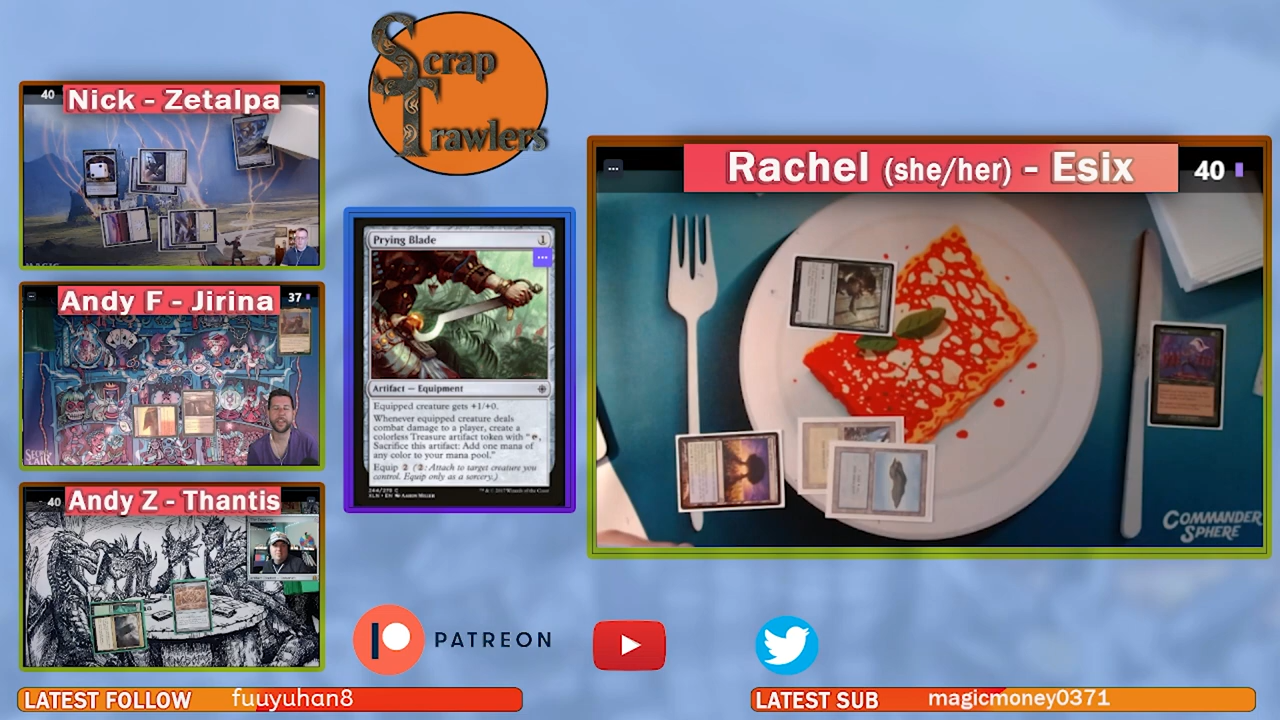 Scrap
Trawlers
40
Nick - Zetalpa
Andy F - Jirina
37
40
Andy Z - Thantis
Prying Blade
1
Artifact — Equipment
Equipped creature gets +1/+0.
Whenever equipped creature deals
combat damage to a player, create a
colorless Treasure artifact token with “T,
Sacrifice this artifact: Add one mana of
any color to your mana pool.”
Equip 2 (2: Attach to target creature you
control. Equip only as a sorcery.)
Rachel (she/her) - Esix
40
COMMANDER
SPHERE
PATREON
LATEST FOLLOW
fuuyuhan8
LATEST SUB
magicmoney0371